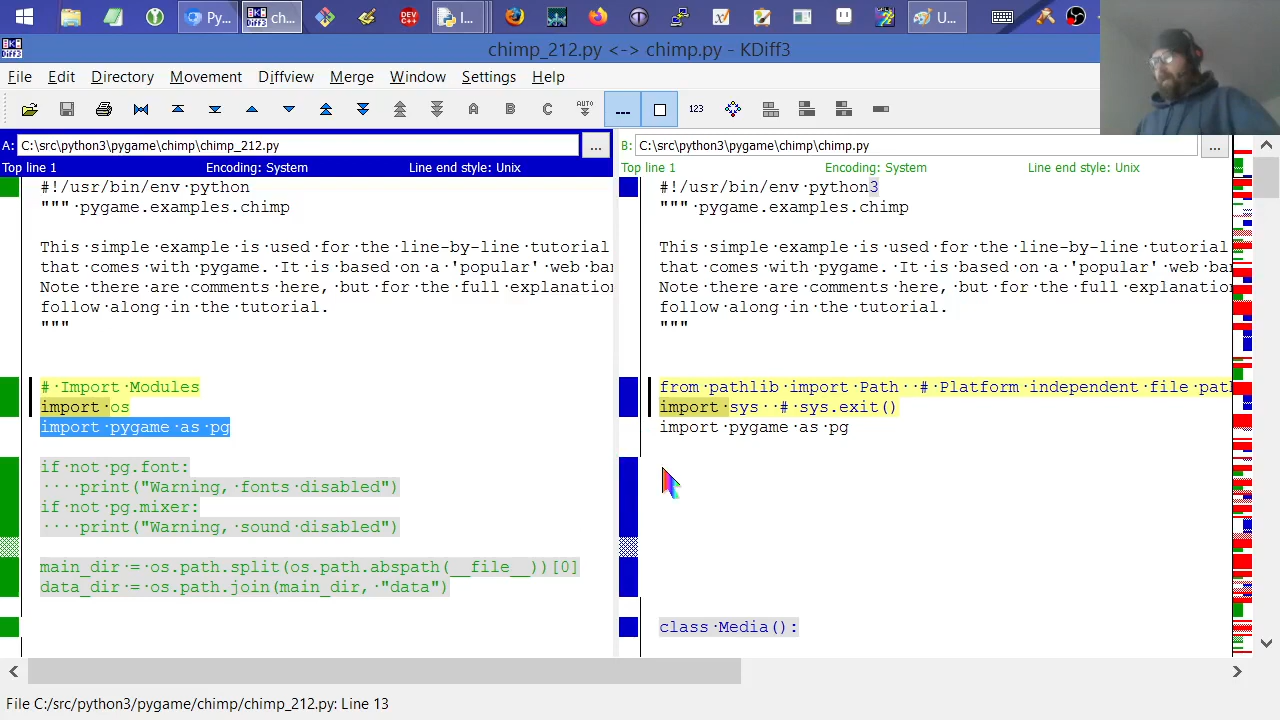 Py...
ch...
DEV
C++
I...
U...
KDiff3
chimp_212.py <-> chimp.py - KDiff3
File Edit Directory Movement Diffview Merge Window Settings Help
A B C AUTO 123
A: C:\src\python3\pygame\chimp\chimp_212.py ...
Top line 1 Encoding: System Line end style: Unix
#!/usr/bin/env·python
"""·pygame.examples.chimp
This·simple·example·is·used·for·the·line-by-line·tutorial
that·comes·with·pygame.·It·is·based·on·a·'popular'·web·
Note·there·are·comments·here,·but·for·the·full·
follow·along·in·the·tutorial.
"""
#·Import·Modules
import·os
import·pygame·as·pg
if·not·pg.font:
····print("Warning,·fonts·disabled")
if·not·pg.mixer:
····print("Warning,·sound·disabled")
main_dir·=·os.path.split(os.path.abspath(__file__))[0]
data_dir·=·os.path.join(main_dir,·"data")
B: C:\src\python3\pygame\chimp\chimp.py ...
Top line 1 Encoding: System Line end style: Unix
#!/usr/bin/env·python3
"""·pygame.examples.chimp
This·simple·example·is·used·for·the·line-by-line·tutorial
that·comes·with·pygame.·It·is·based·on·a·'popular'·web·
Note·there·are·comments·here,·but·for·the·full·
follow·along·in·the·tutorial.
"""
from·pathlib·import·Path··#·Platform·independent·file·
import·sys··#·sys.exit()
import·pygame·as·pg
class·Media():
File C:/src/python3/pygame/chimp/chimp_212.py: Line 13